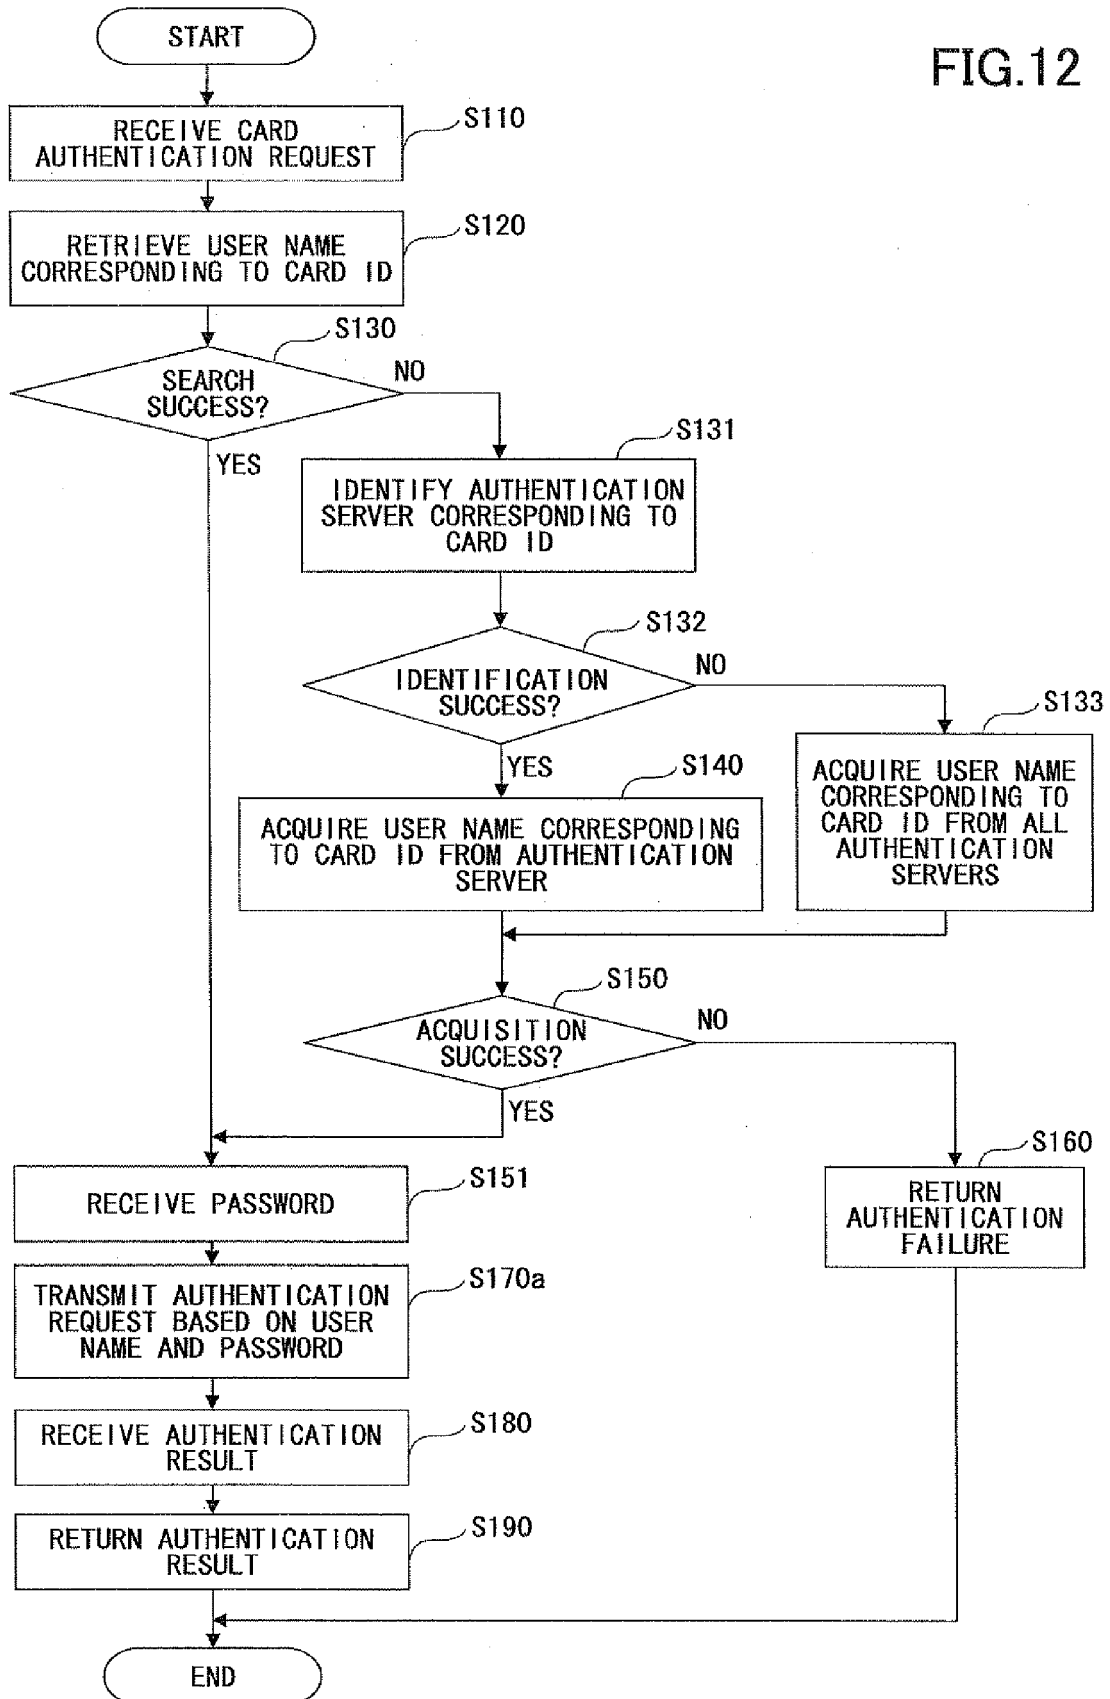 START
FIG.12
S110
RECEIVE CARD
AUTHENTICATION REQUEST
S120
RETRIEVE USER NAME
CORRESPONDING TO CARD ID
S130
SEARCH
SUCCESS?
NO
YES
S131
IDENTIFY AUTHENTICATION
SERVER CORRESPONDING TO
CARD ID
S132
IDENTIFICATION
SUCCESS?
NO
YES
S133
ACQUIRE USER NAME
CORRESPONDING TO
CARD ID FROM ALL
AUTHENTICATION
SERVERS
S140
ACQUIRE USER NAME CORRESPONDING
TO CARD ID FROM AUTHENTICATION
SERVER
S150
ACQUISITION
SUCCESS?
NO
YES
S160
RETURN
AUTHENTICATION
FAILURE
S151
RECEIVE PASSWORD
S170a
TRANSMIT AUTHENTICATION
REQUEST BASED ON USER
NAME AND PASSWORD
S180
RECEIVE AUTHENTICATION
RESULT
S190
RETURN AUTHENTICATION
RESULT
END